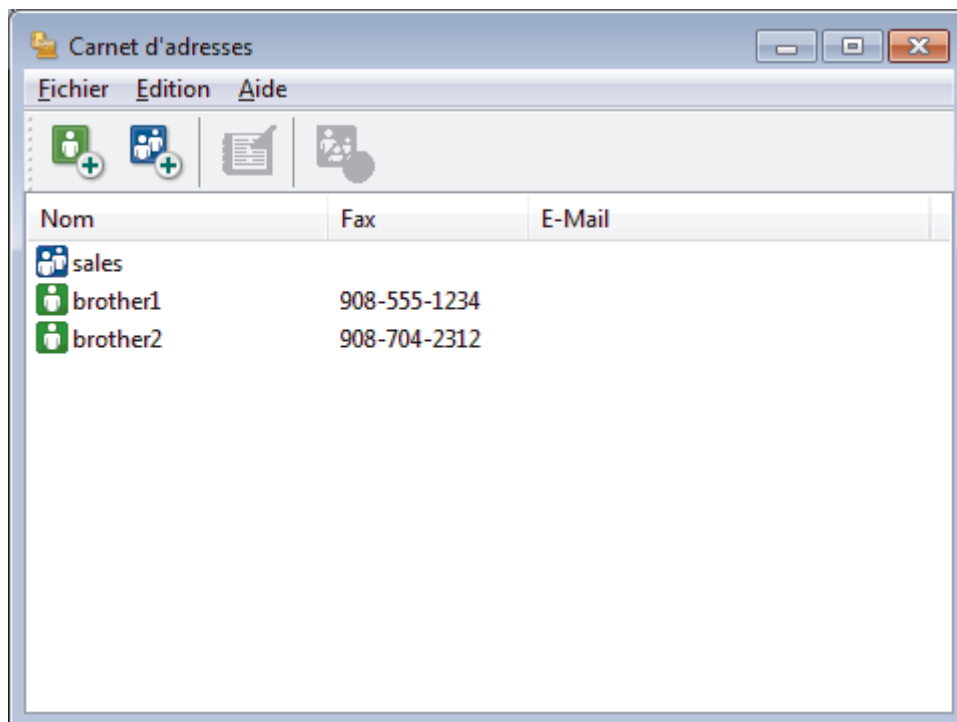 Carnet d'adresses
Fichier Edition Aide
Nom Fax E-Mail
sales
brother1 908-555-1234
brother2 908-704-2312